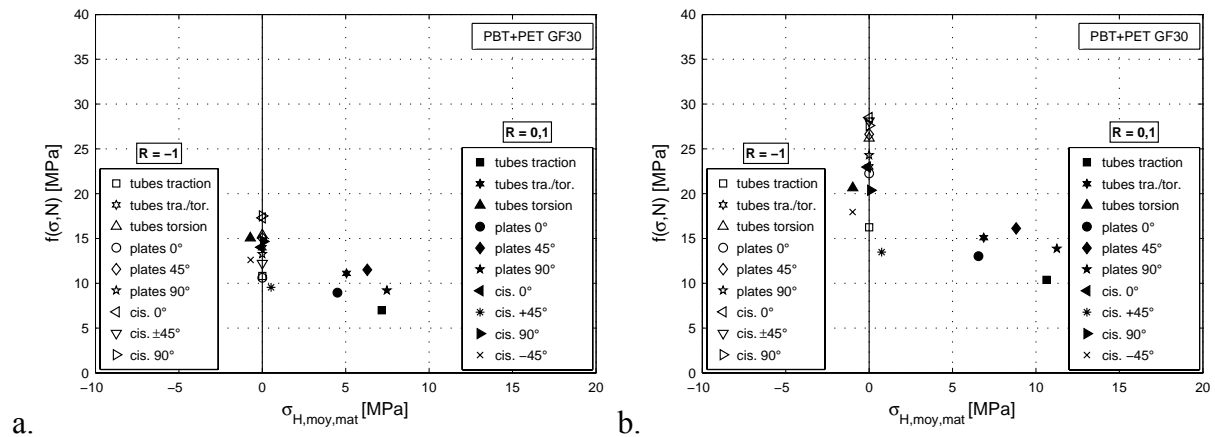 PBT+PET GF30
f(σ,N) [MPa]
40
35
30
25
20
15
10
5
0
R = −1
tubes traction
tubes tra./tor.
tubes torsion
plates 0°
plates 45°
plates 90°
cis. 0°
cis. ±45°
cis. 90°
R = 0,1
tubes traction
tubes tra./tor.
tubes torsion
plates 0°
plates 45°
plates 90°
cis. 0°
cis. +45°
cis. 90°
cis. −45°
−10 −5 0 5 10 15 20
σH,moy,mat [MPa]
a.
PBT+PET GF30
f(σ,N) [MPa]
40
35
30
25
20
15
10
5
0
R = −1
tubes traction
tubes tra./tor.
tubes torsion
plates 0°
plates 45°
plates 90°
cis. 0°
cis. ±45°
cis. 90°
R = 0,1
tubes traction
tubes tra./tor.
tubes torsion
plates 0°
plates 45°
plates 90°
cis. 0°
cis. +45°
cis. 90°
cis. −45°
−10 −5 0 5 10 15 20
σH,moy,mat [MPa]
b.